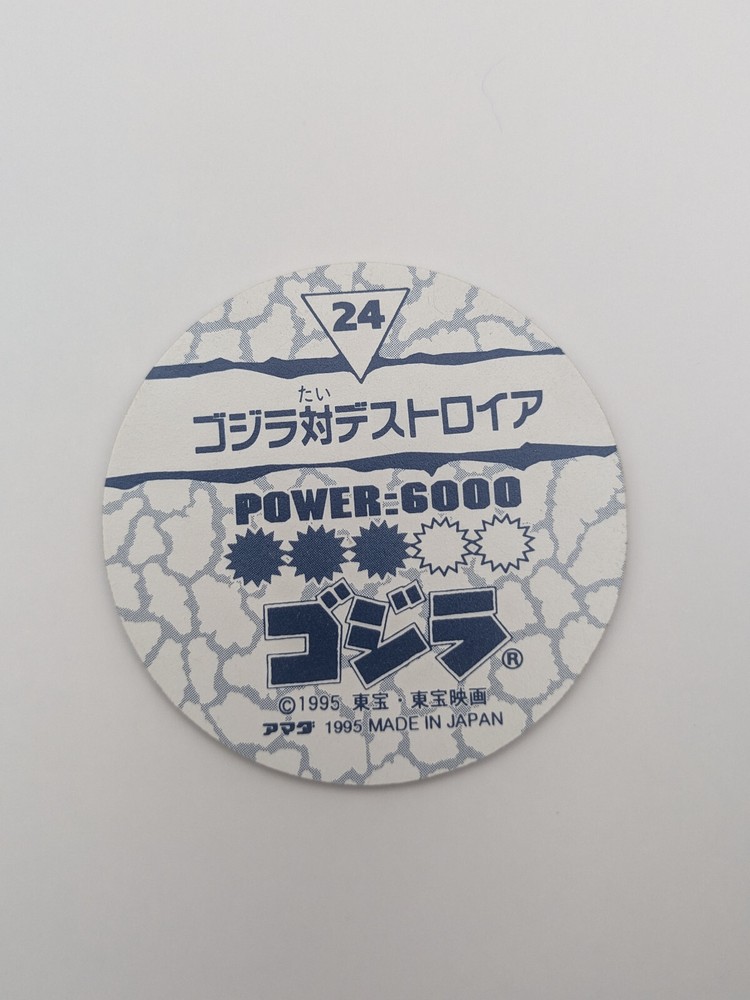 24
たい
ゴジラ対デストロイア
POWER=6000
ゴジラ®
©1995 東宝・東宝映画
アマダ 1995 MADE IN JAPAN